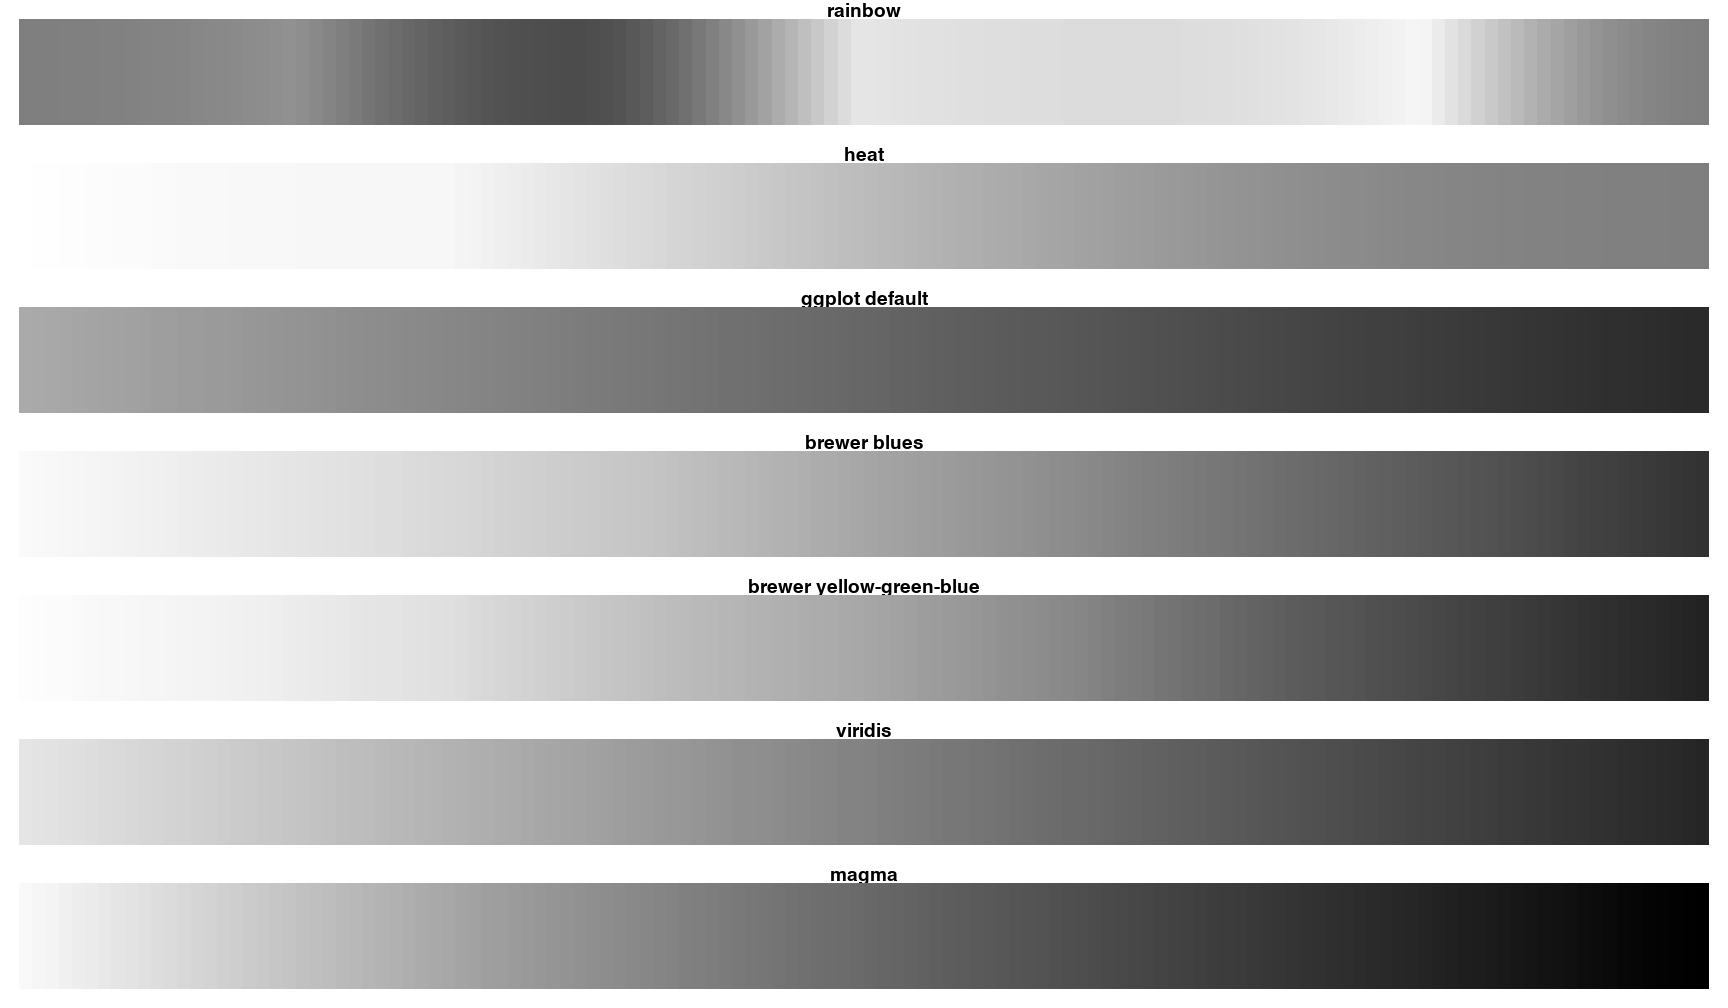 rainbow
heat
ggplot default
brewer blues
brewer yellow-green-blue
viridis
magma